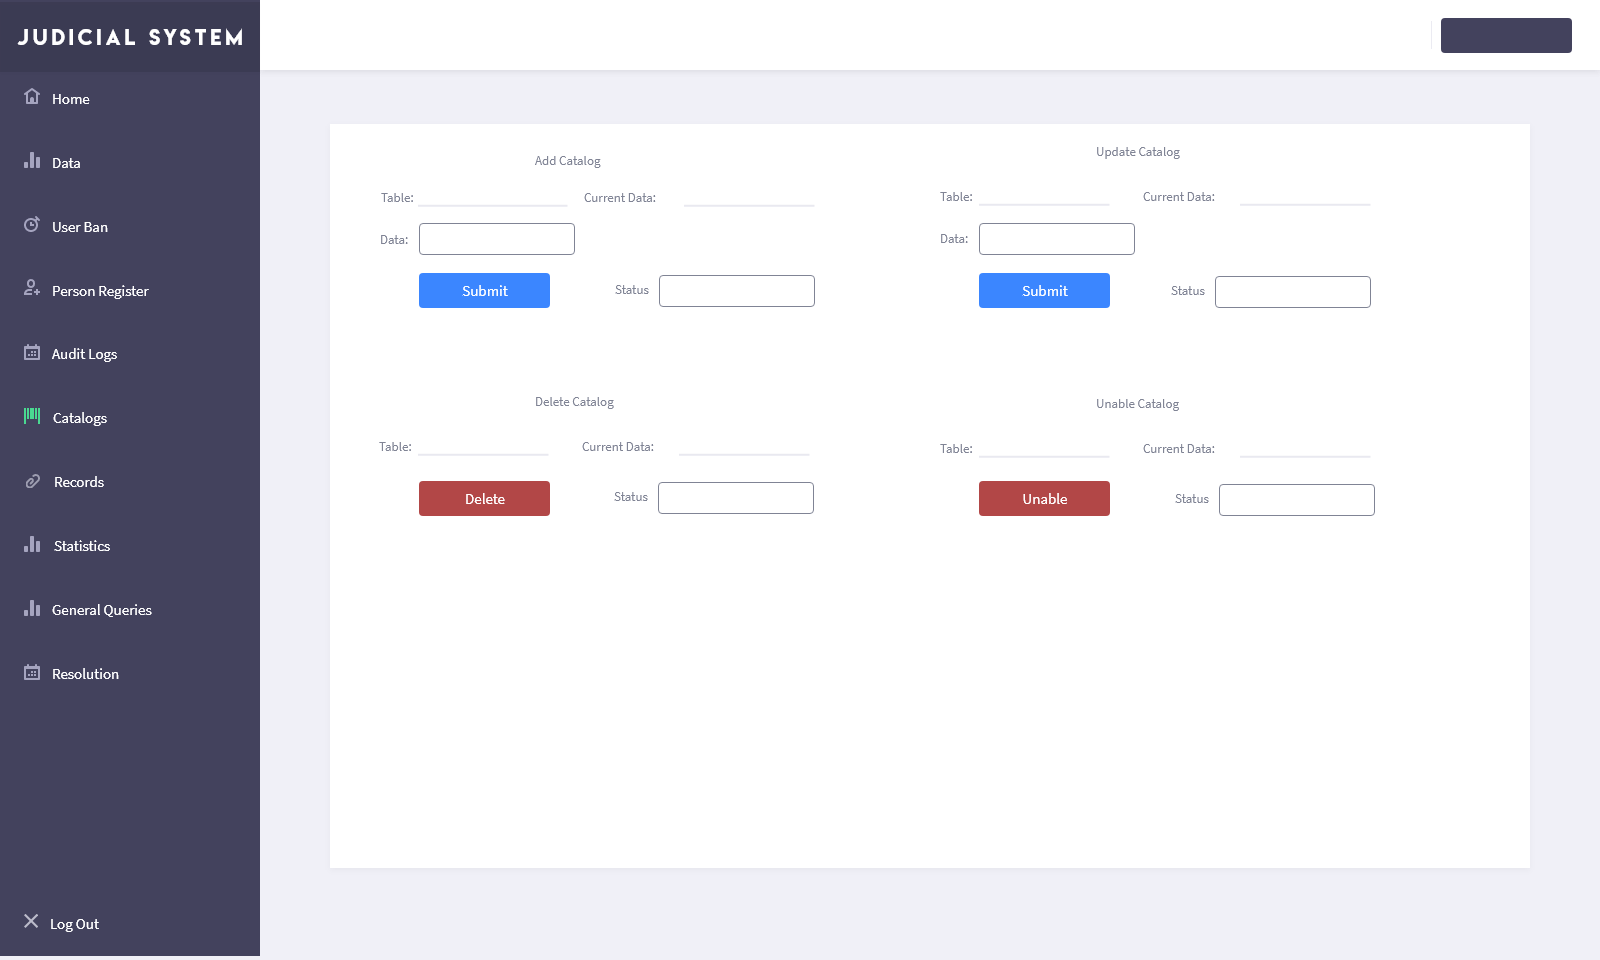 JUDICIAL SYSTEM
Home
Data
User Ban
Person Register
Audit Logs
Catalogs
Records
Statistics
General Queries
Resolution
Log Out
Add Catalog
Table: Current Data:
Data:
Submit Status
Update Catalog
Table: Current Data:
Data:
Submit Status
Delete Catalog
Table: Current Data:
Delete Status
Unable Catalog
Table: Current Data:
Unable Status